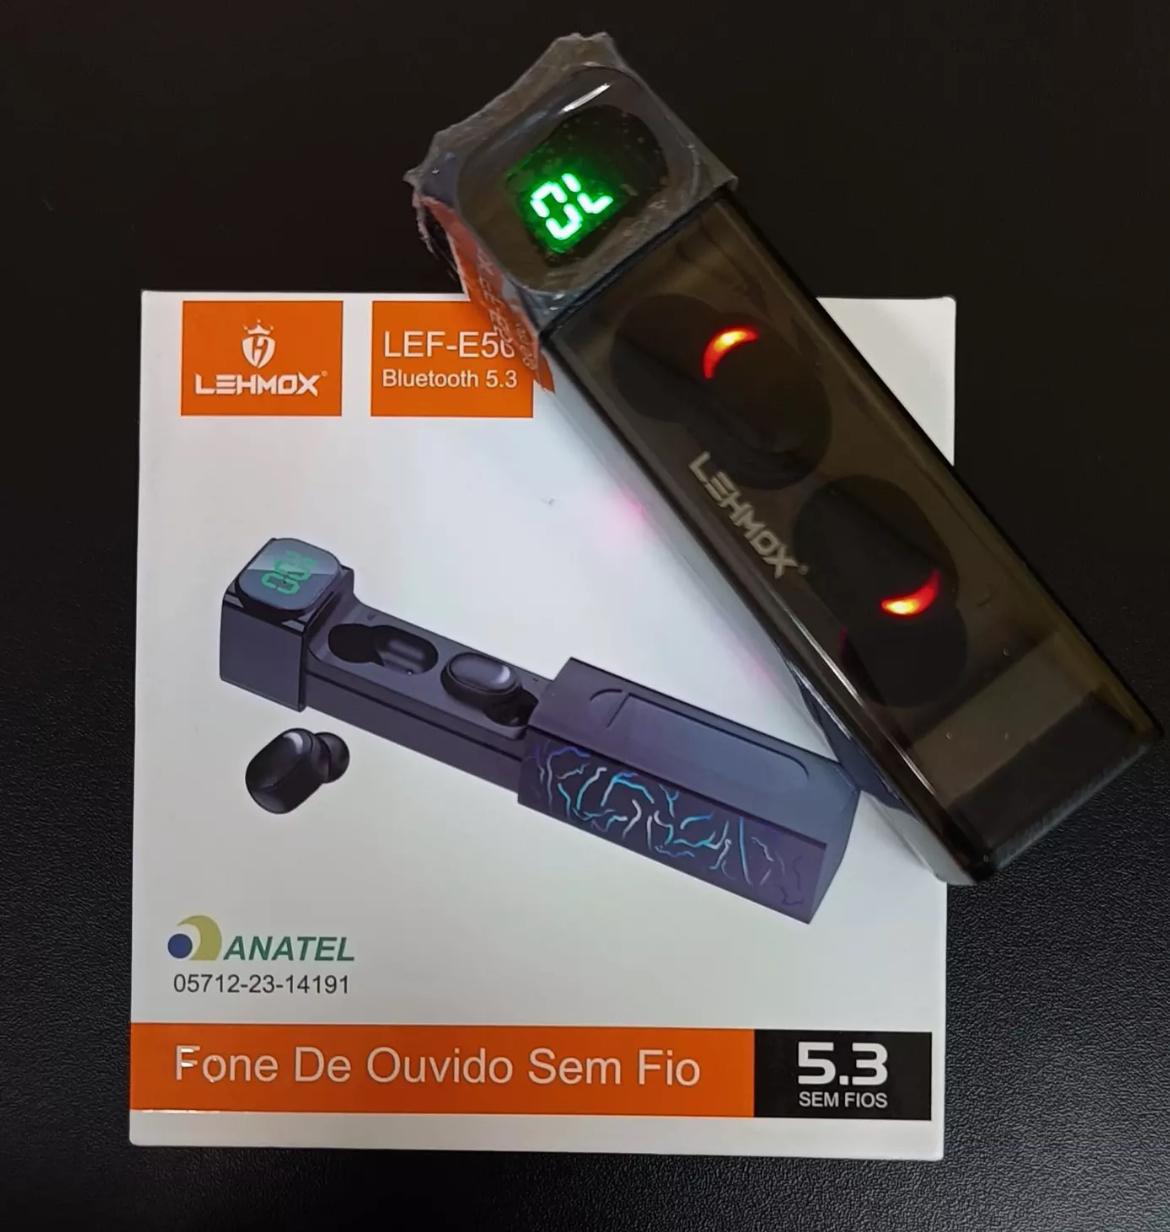 LEHMOX
LEF-E56
Bluetooth 5.3
LEHMOX
ANATEL
05712-23-14191
Fone De Ouvido Sem Fio
5.3
SEM FIOS